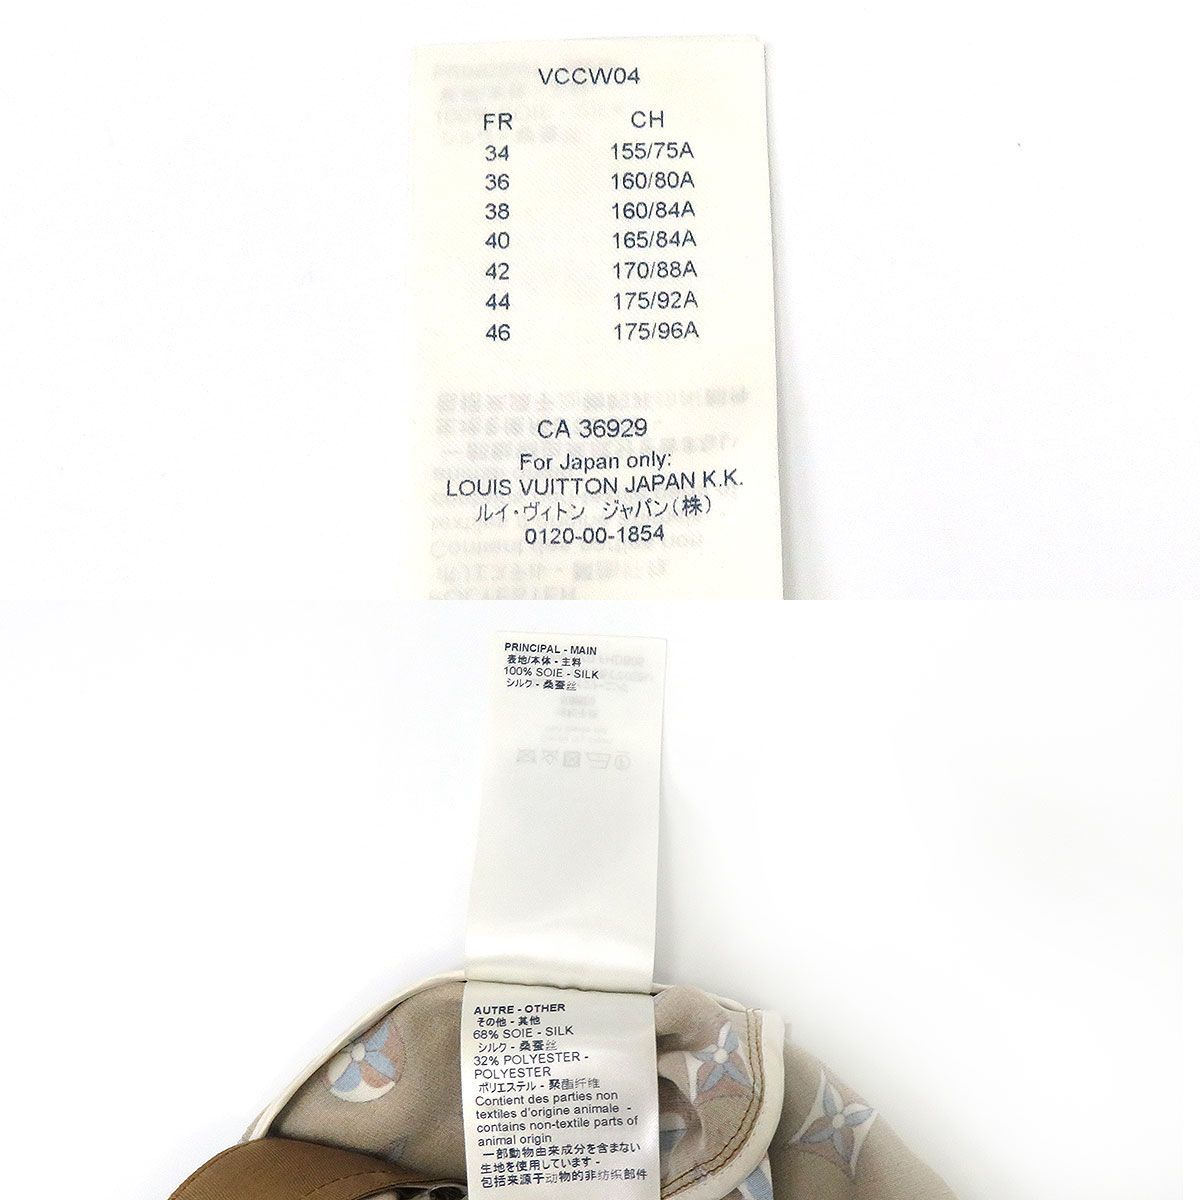 VCCW04
FR CH
34 155/75A
36 160/80A
38 160/84A
40 165/84A
42 170/88A
44 175/92A
46 175/96A
CA 36929
For Japan only:
LOUIS VUITTON JAPAN K.K.
ルイ・ヴィトン ジャパン(株)
0120-00-1854
PRINCIPAL - MAIN
表地/本体 - 主料
100% SOIE - SILK
シルク - 桑蚕丝
AUTRE - OTHER
その他 - 其他
68% SOIE - SILK
シルク - 桑蚕丝
32% POLYESTER -
POLYESTER
ポリエステル - 聚酯纤维
Contient des parties non
textiles d'origine animale -
contains non-textile parts of
animal origin
一部動物由来成分を含まない
生地を使用しています -
包括来源于动物的非纺织部件